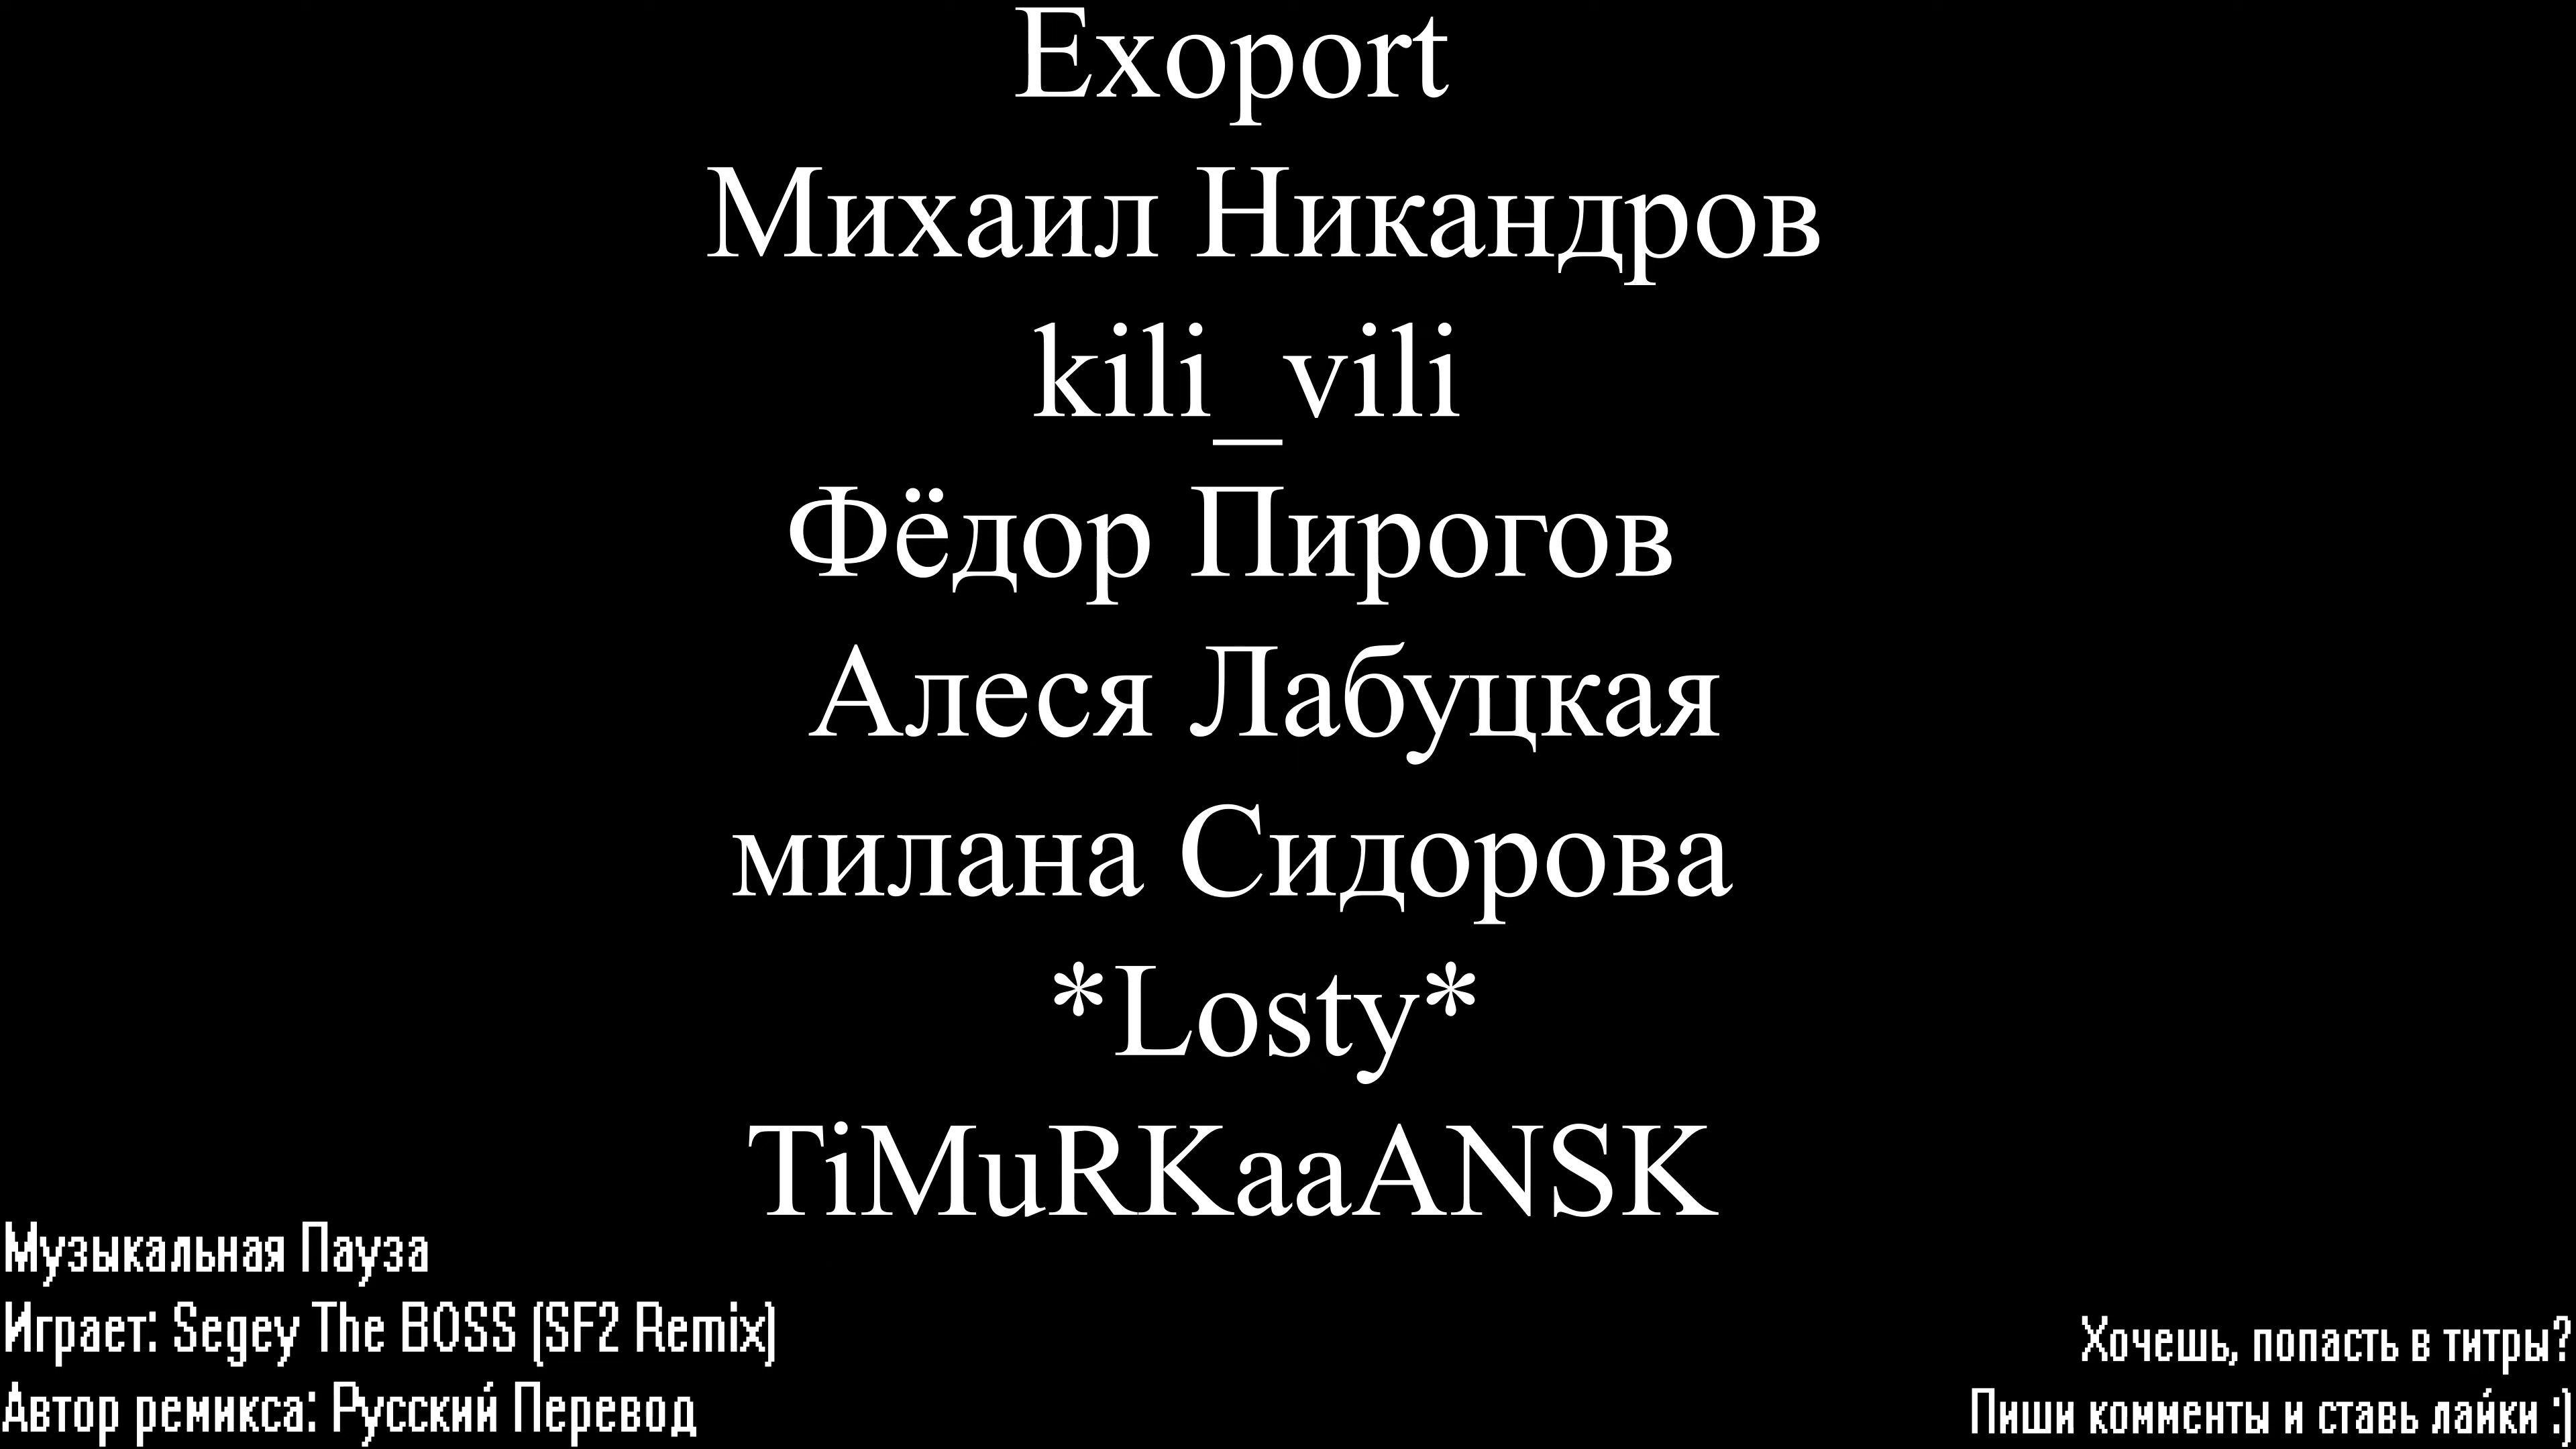 Exoport
Михаил Никандров
kili_vili
Фёдор Пирогов
Алеся Лабуцкая
милана Сидорова
*Losty*
TiMuRKaaANSK
Музыкальная Пауза
Играет: Segey The BOSS (SF2 Remix)
Автор ремикса: Русский Перевод
Хочешь, попасть в титры?
Пиши комменты и ставь лайки :)